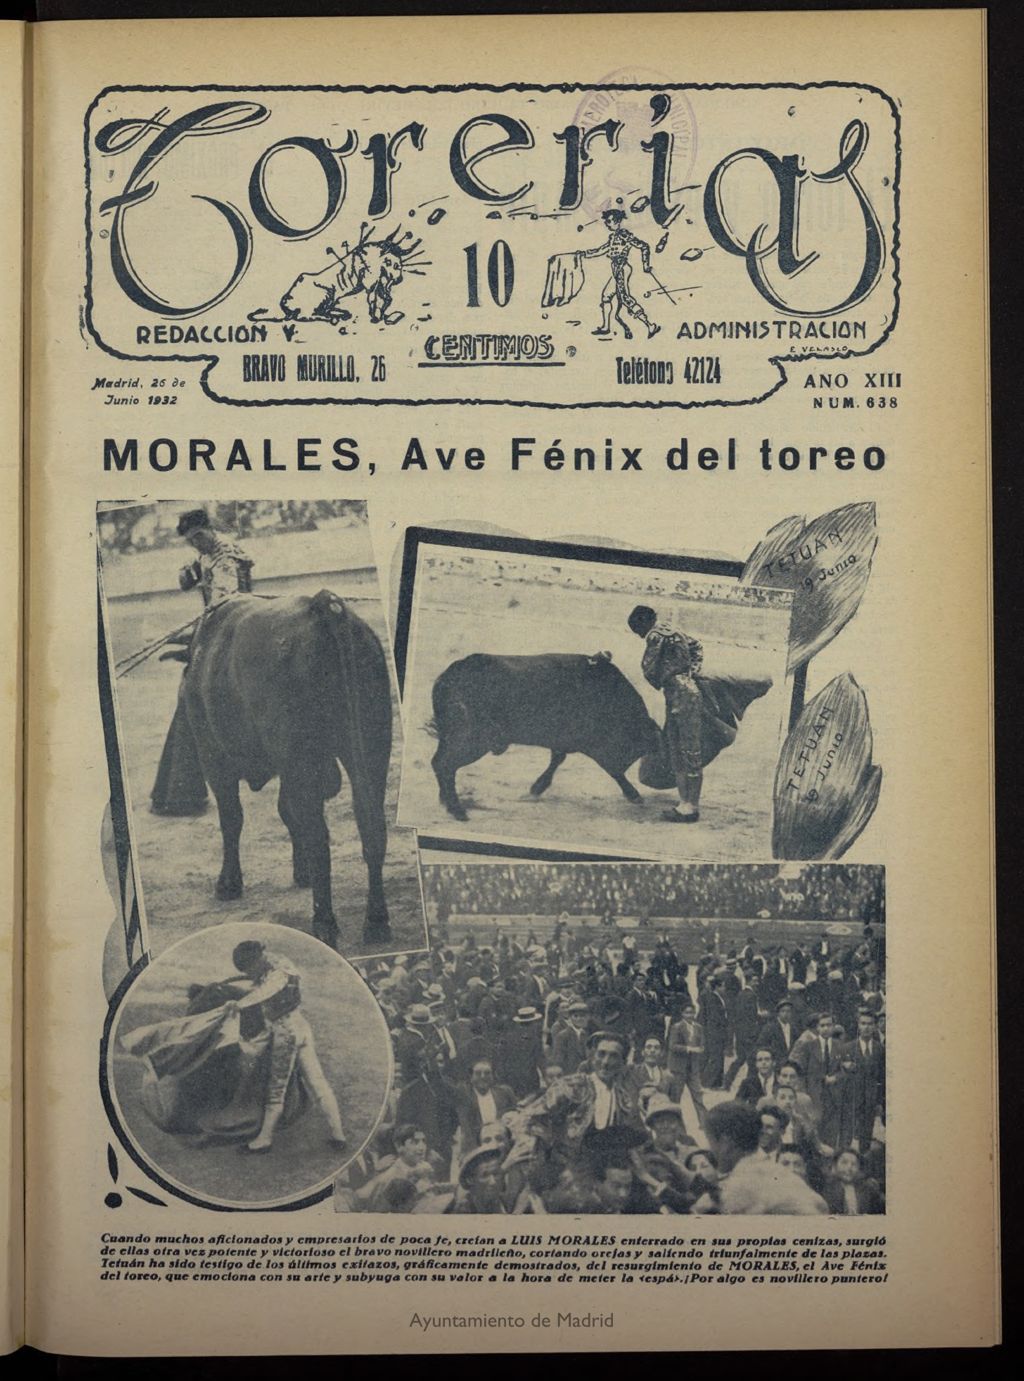 Torerías
10
CENTIMOS
REDACCION Y
ADMINISTRACION
E. VELASCO
BRAVO MURILLO, 26
Teléfono 42124
Madrid, 26 de
Junio 1932
AÑO XIII
NUM. 638
MORALES, Ave Fénix del toreo
TETUAN
19 Junio
TETUAN
19 Junio
Cuando muchos aficionados y empresarios de poca fe, creían a LUIS MORALES enterrado en sus propias cenizas, surgió
de ellas otra vez potente y victorioso el bravo novillero madrileño, cortando orejas y saliendo triunfalmente de las plazas.
Tetuán ha sido testigo de los últimos exitazos, gráficamente demostrados, del resurgimiento de MORALES, el Ave Fénix
del toreo, que emociona con su arte y subyuga con su valor a la hora de meter la «espá». ¡Por algo es novillero puntero!
Ayuntamiento de Madrid